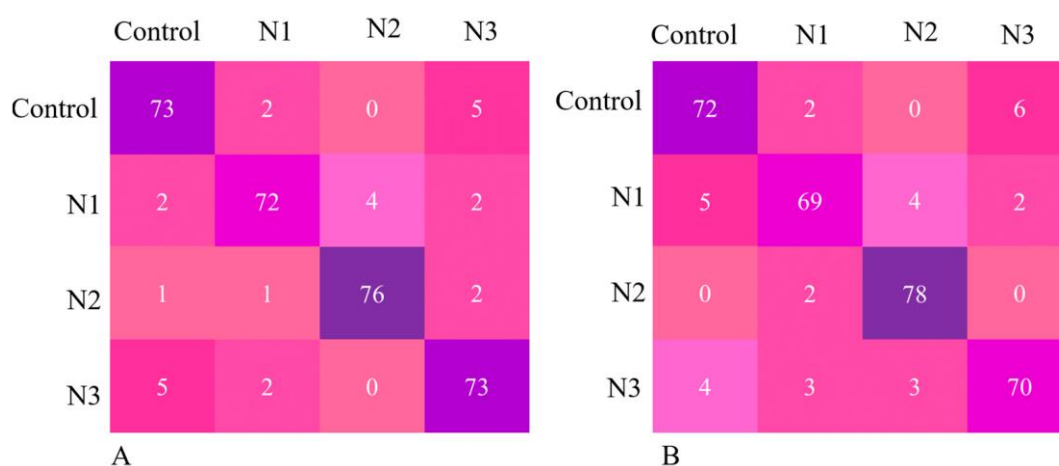 Control N1 N2 N3
Control 73 2 0 5
N1 2 72 4 2
N2 1 1 76 2
N3 5 2 0 73
A
Control N1 N2 N3
Control 72 2 0 6
N1 5 69 4 2
N2 0 2 78 0
N3 4 3 3 70
B